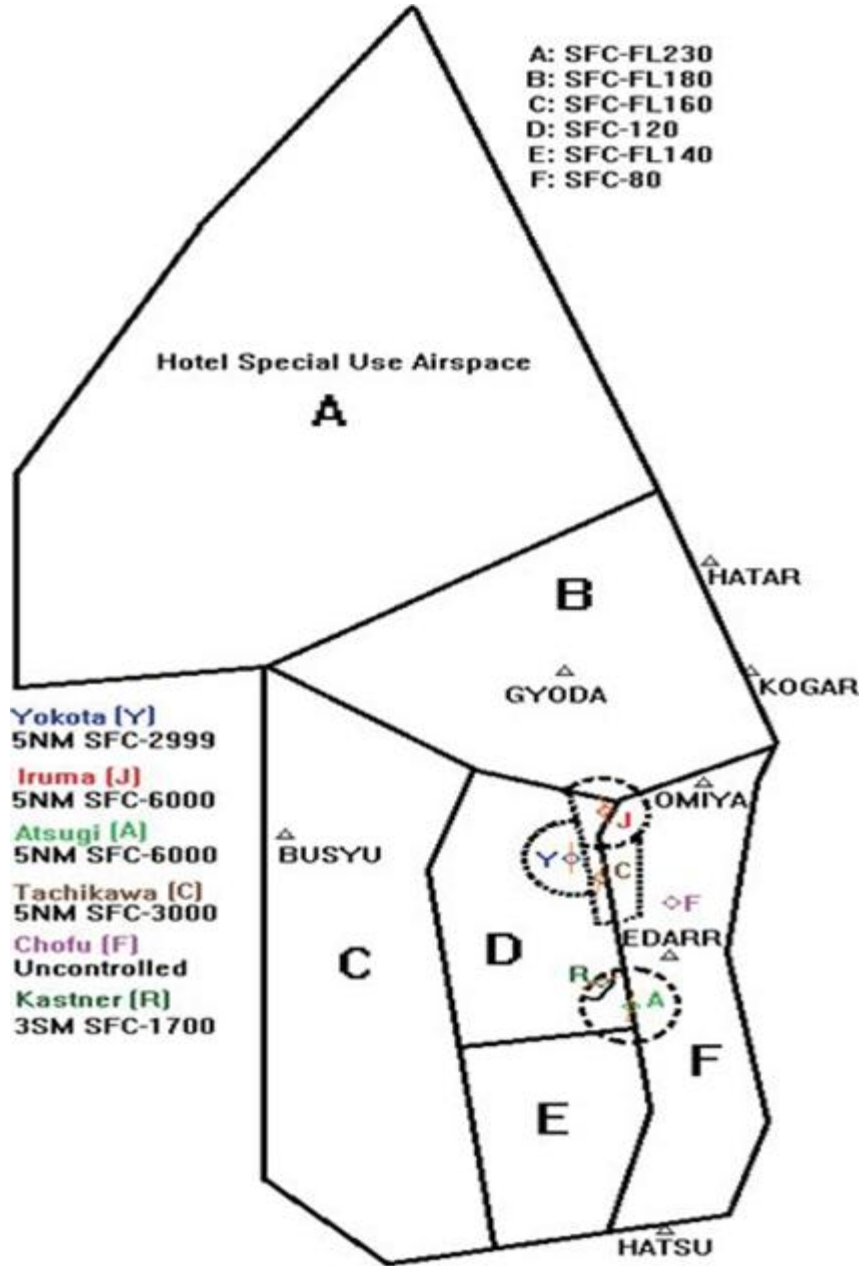 A: SFC-FL230
B: SFC-FL180
C: SFC-FL160
D: SFC-120
E: SFC-FL140
F: SFC-80
Hotel Special Use Airspace
A
B
HATAR
GYODA
KOGAR
Yokota (Y)
5NM SFC-2999
Iruma (J)
5NM SFC-6000
Atsugi (A)
5NM SFC-6000
Tachikawa (C)
5NM SFC-3000
Chofu (F)
Uncontrolled
Kastner (R)
3SM SFC-1700
OMIYA
J
BUSYU
Y
C
F
EDARR
C
D
R
A
F
E
HATSU